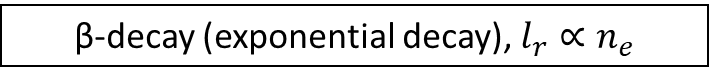 β-decay (exponential decay), lᵣ ∝ nₑ